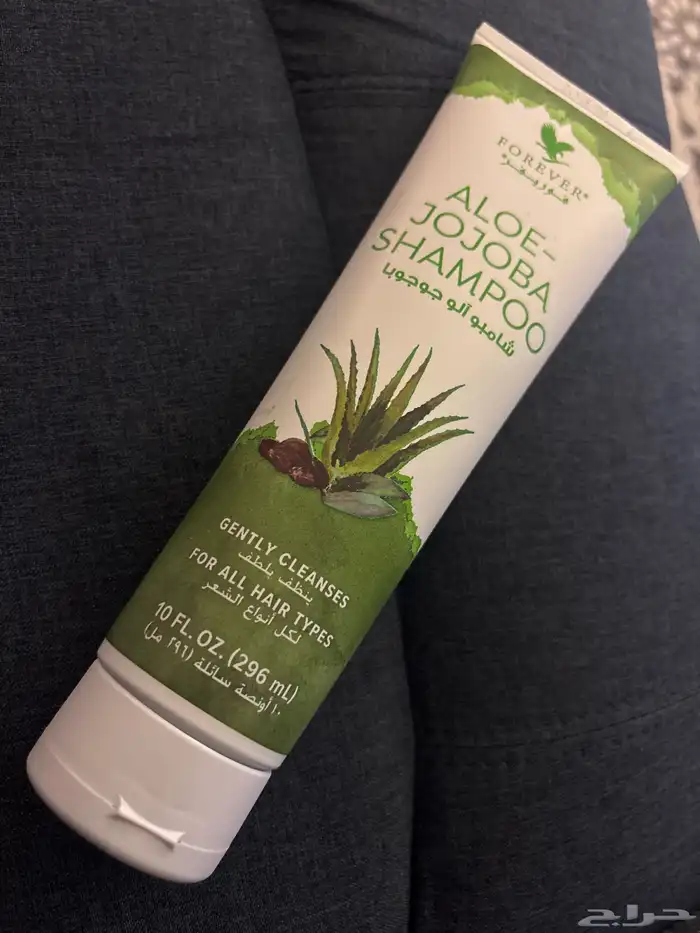 FOREVER®
فوريفر®
ALOE-
JOJOBA
SHAMPOO
شامبو آلو جوجوبا
GENTLY CLEANSES
ينظف بلطف
FOR ALL HAIR TYPES
لكل أنواع الشعر
10 FL. OZ. (296 mL)
١٠ أونصة سائلة (٢٩٦ مل)
حراج